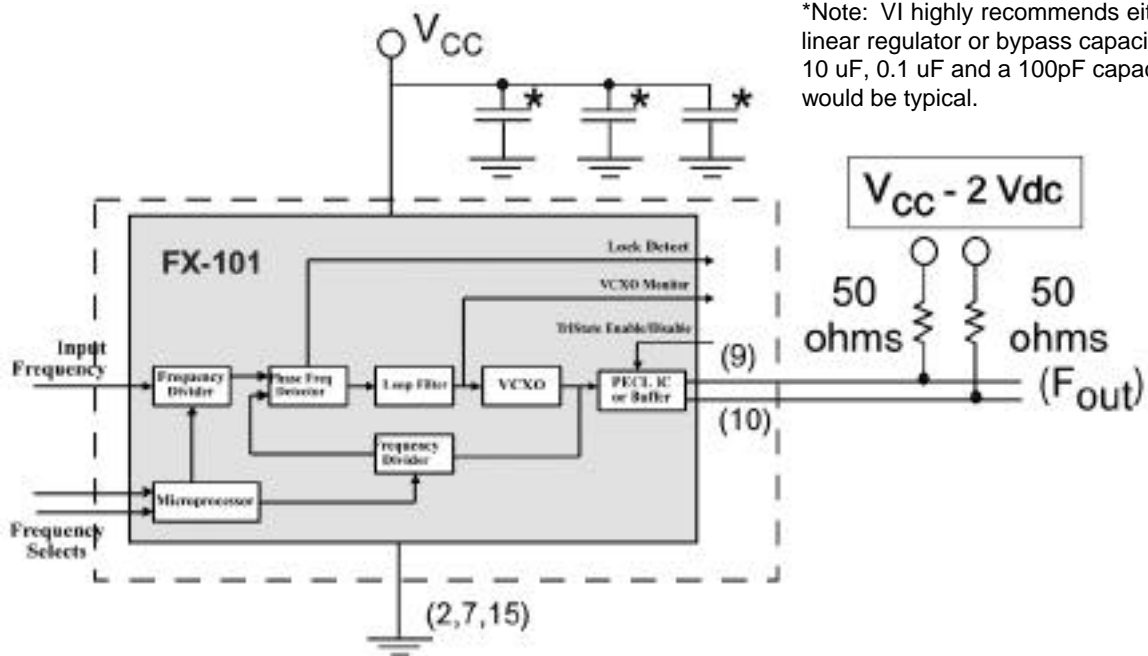 *Note: VI highly recommends
linear regulator or bypass
10 uF, 0.1 uF and a 100pF
would be typical.
VCC
* * *
VCC - 2 Vdc
FX-101
Lock Detect
VCXO Monitor
TriState Enable/Disable
50
ohms
50
ohms
Input
Frequency
Frequency
Divider
Phase Freq
Detector
Loop Filter
VCXO
PECL IC
or Buffer
(9)
(10)
(Fout)
Frequency
Divider
Microprocessor
Frequency
Selects
(2,7,15)